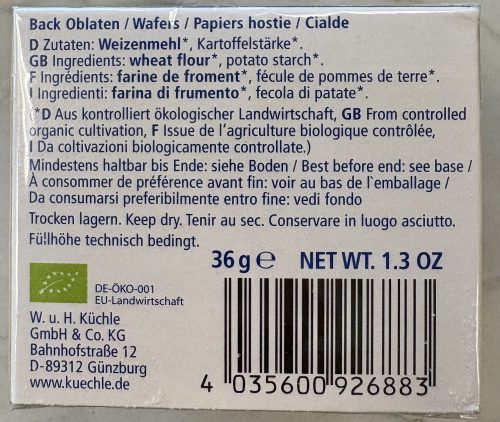 Back Oblaten / Wafers / Papiers hostie / Cialde
D Zutaten: Weizenmehl*, Kartoffelstärke*.
GB Ingredients: wheat flour*, potato starch*.
F Ingrédients: farine de froment*, fécule de pommes de terre*.
I Ingredienti: farina di frumento*, fecola di patate*.
(*D Aus kontrolliert ökologischer Landwirtschaft, GB From controlled
organic cultivation, F Issue de l'agriculture biologique contrôlée,
I Da coltivazioni biologicamente controllate.)
Mindestens haltbar bis Ende: siehe Boden / Best before end: see base /
À consommer de préférence avant fin: voir au bas de l`emballage /
Da consumarsi preferibilmente entro fine: vedi fondo
Trocken lagern. Keep dry. Tenir au sec. Conservare in luogo asciutto.
Füllhöhe technisch bedingt.
36 g ℮ NET WT. 1.3 OZ
DE-ÖKO-001
EU-Landwirtschaft
W. u. H. Küchle
GmbH & Co. KG
Bahnhofstraße 12
D-89312 Günzburg
www.kuechle.de
4 035600 926883